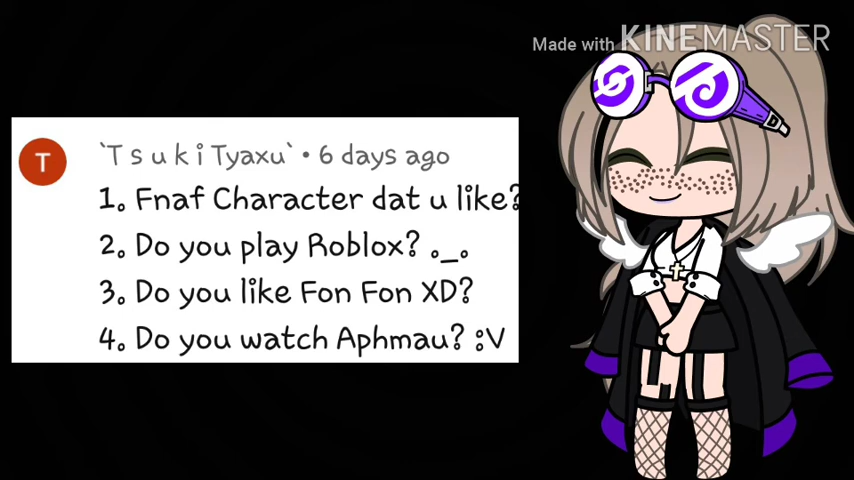 Made with KINEMASTER
T
`T s u k i Tyaxu` • 6 days ago
1. Fnaf Character dat u like?
2. Do you play Roblox? ._.
3. Do you like Fon Fon XD?
4. Do you watch Aphmau? :V